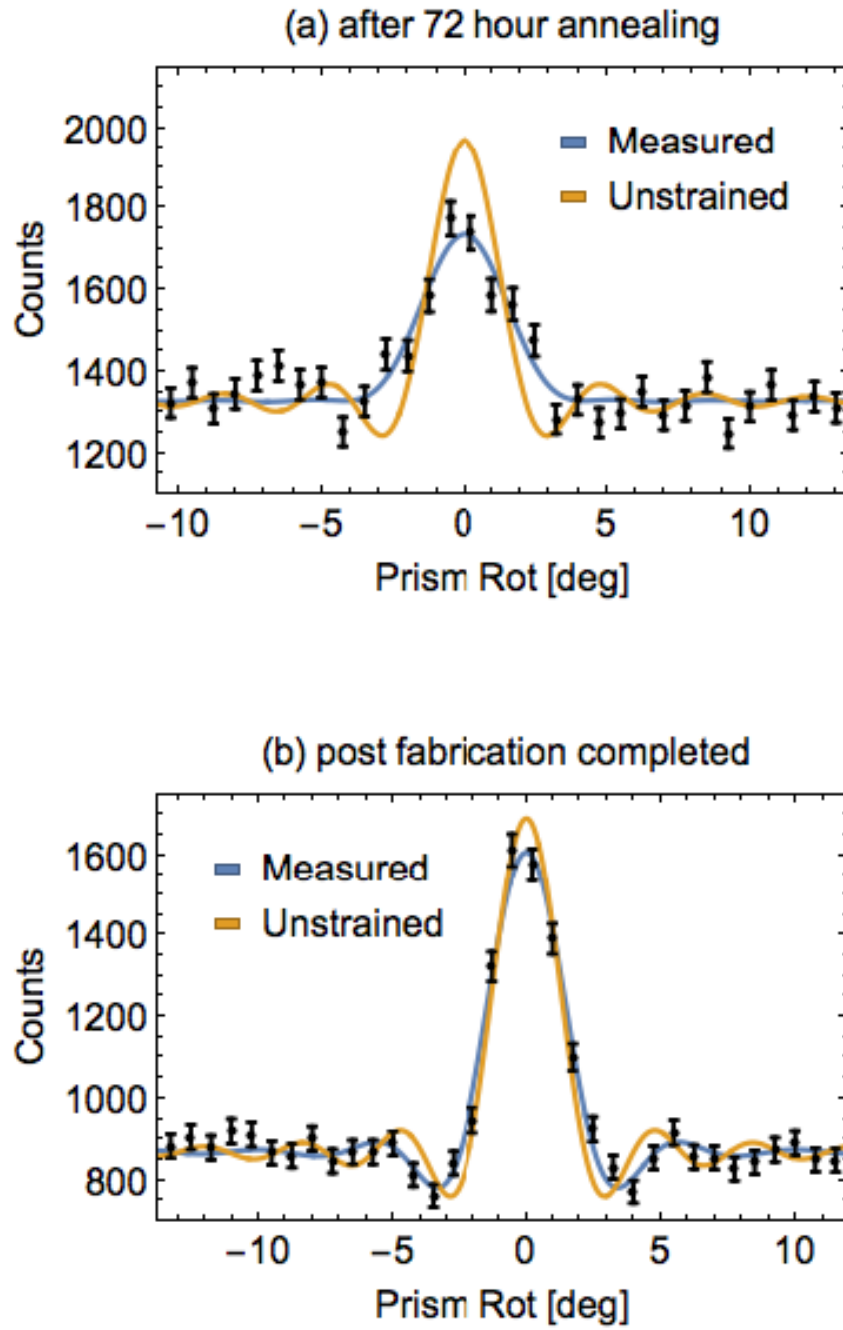 (a) after 72 hour annealing
2000
1800
1600
1400
1200
Counts
Measured
Unstrained
−10 −5 0 5 10
Prism Rot [deg]
(b) post fabrication completed
1600
1400
1200
1000
800
Counts
Measured
Unstrained
−10 −5 0 5 10
Prism Rot [deg]